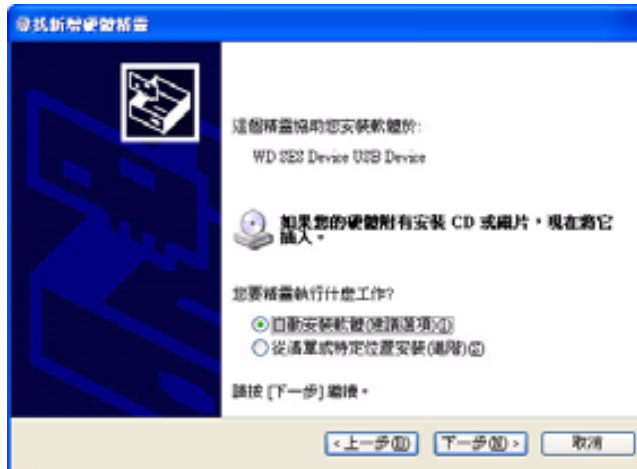 尋找新增硬體精靈
這個精靈協助您安裝軟體於:
WD SES Device USB Device
如果您的硬體附有安裝 CD 或磁片，現在將它
插入。
您要精靈執行什麼工作?
自動安裝軟體(建議選項)(I)
從清單或特定位置安裝(進階)(S)
請按 [下一步] 繼續。
<上一步(B)
下一步(N)>
取消